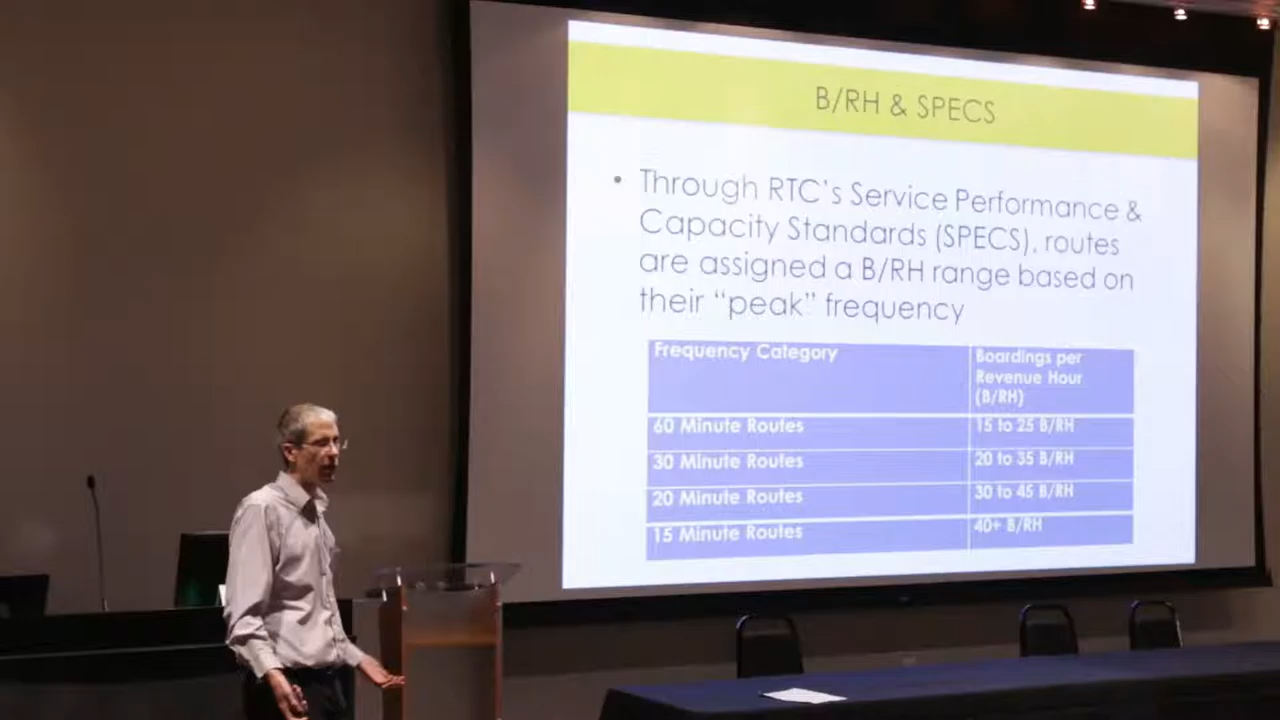 B/RH & SPECS
• Through RTC's Service Performance &
Capacity Standards (SPECS), routes
are assigned a B/RH range based on
their "peak" frequency
Frequency Category
Boardings per
Revenue Hour
(B/RH)
60 Minute Routes 15 to 25 B/RH
30 Minute Routes 20 to 35 B/RH
20 Minute Routes 30 to 45 B/RH
15 Minute Routes 40+ B/RH